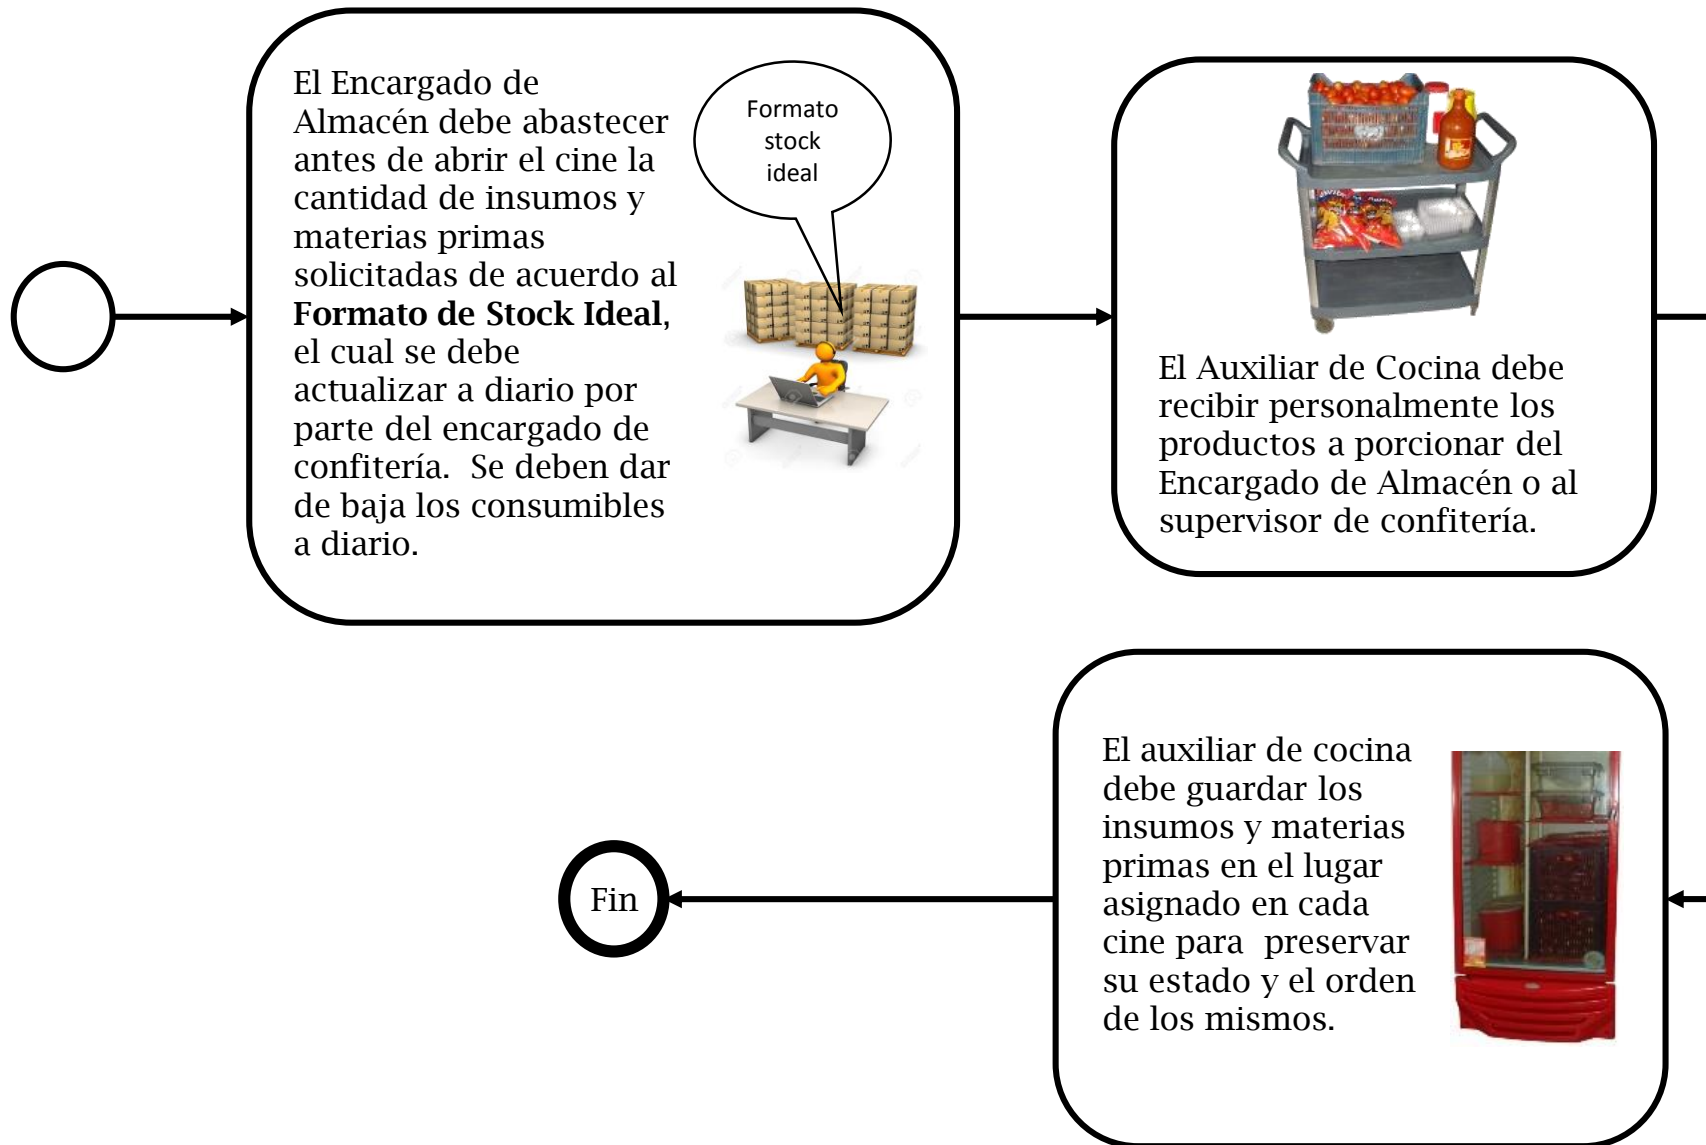 El Encargado de
Almacén debe abastecer
antes de abrir el cine la
cantidad de insumos y
materias primas
solicitadas de acuerdo al
Formato de Stock Ideal,
el cual se debe
actualizar a diario por
parte del encargado de
confitería.  Se deben dar
de baja los consumibles
a diario.
Formato
stock
ideal
El Auxiliar de Cocina debe
recibir personalmente los
productos a porcionar del
Encargado de Almacén o al
supervisor de confitería.
El auxiliar de cocina
debe guardar los
insumos y materias
primas en el lugar
asignado en cada
cine para  preservar
su estado y el orden
de los mismos.
Fin